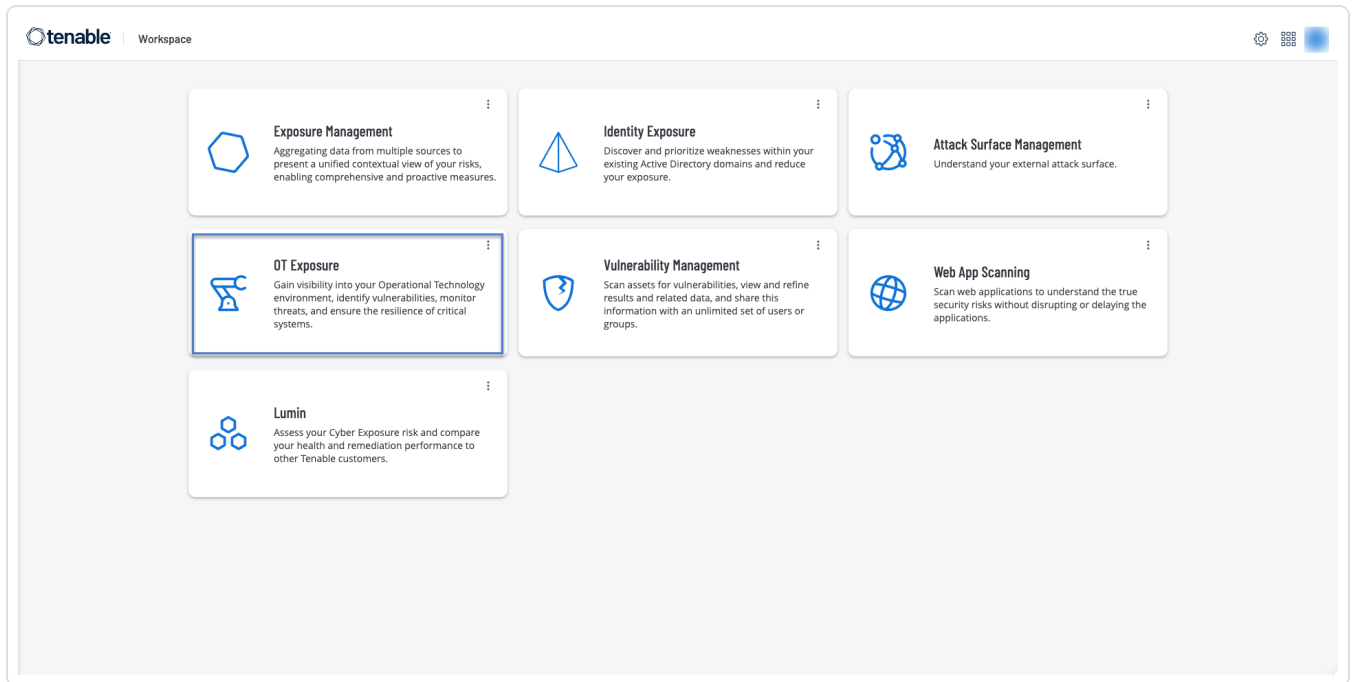 tenable
Workspace
Exposure Management
Aggregating data from multiple sources to
present a unified contextual view of your risks,
enabling comprehensive and proactive measures.
Identity Exposure
Discover and prioritize weaknesses within your
existing Active Directory domains and reduce
your exposure.
Attack Surface Management
Understand your external attack surface.
OT Exposure
Gain visibility into your Operational Technology
environment, identify vulnerabilities, monitor
threats, and ensure the resilience of critical
systems.
Vulnerability Management
Scan assets for vulnerabilities, view and refine
results and related data, and share this
information with an unlimited set of users or
groups.
Web App Scanning
Scan web applications to understand the true
security risks without disrupting or delaying the
applications.
Lumin
Assess your Cyber Exposure risk and compare
your health and remediation performance to
other Tenable customers.